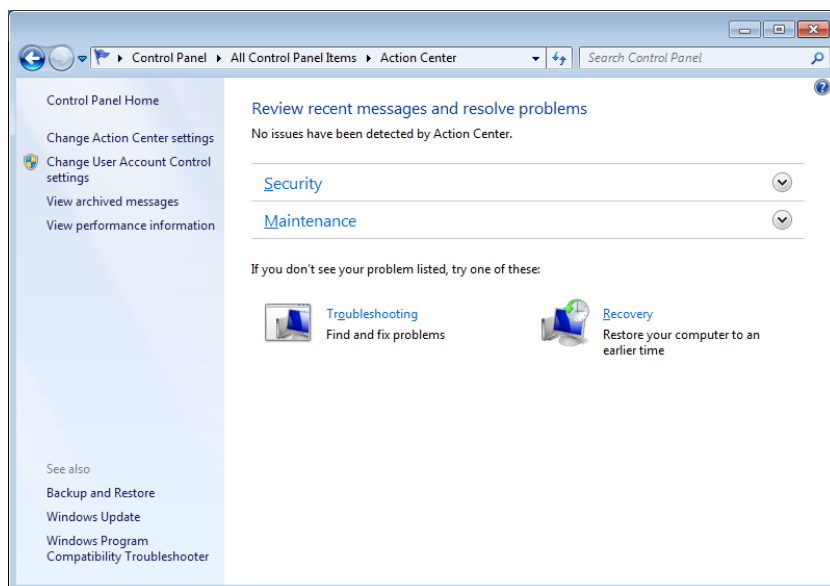 Control Panel
All Control Panel Items
Action Center
Search Control Panel
Control Panel Home
Change Action Center settings
Change User Account Control
settings
View archived messages
View performance information
See also
Backup and Restore
Windows Update
Windows Program
Compatibility Troubleshooter
Review recent messages and resolve problems
No issues have been detected by Action Center.
Security
Maintenance
If you don't see your problem listed, try one of these:
Troubleshooting
Find and fix problems
Recovery
Restore your computer to an
earlier time